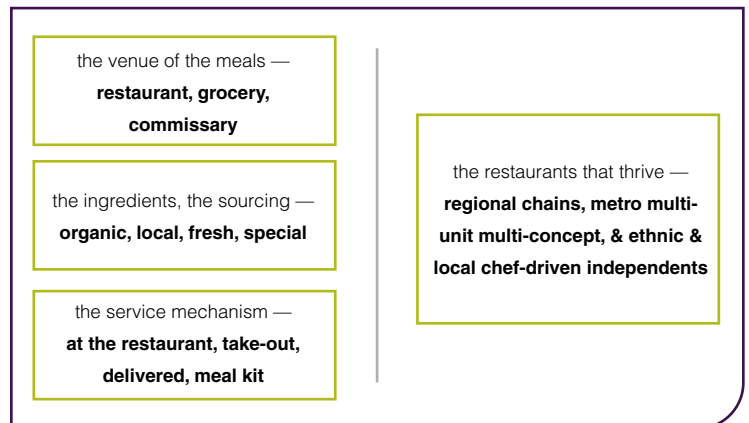 the venue of the meals —
restaurant, grocery,
commissary
the ingredients, the sourcing —
organic, local, fresh, special
the service mechanism —
at the restaurant, take-out,
delivered, meal kit
the restaurants that thrive —
regional chains, metro multi-
unit multi-concept, & ethnic &
local chef-driven independents